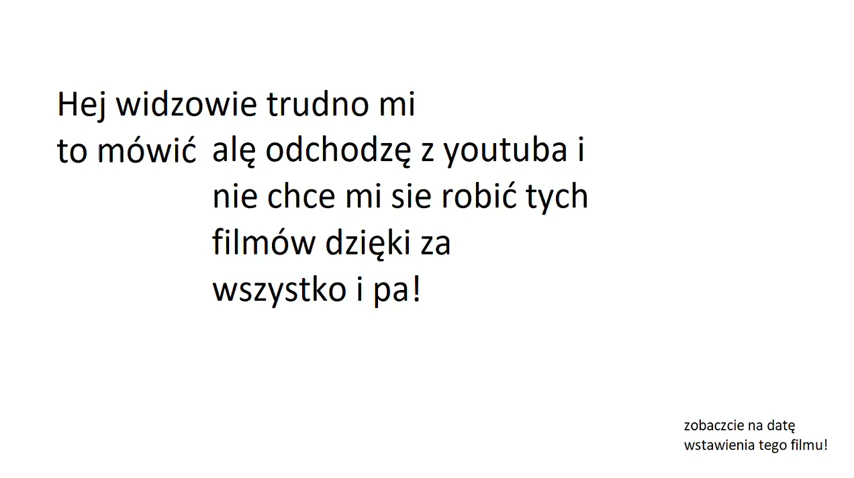 Hej widzowie trudno mi
to mówić alę odchodzę z youtuba i
nie chce mi sie robić tych
filmów dzięki za
wszystko i pa!
zobaczcie na datę
wstawienia tego filmu!